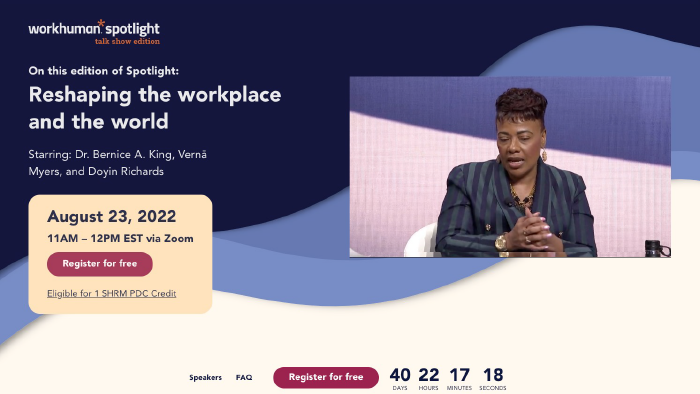 workhuman*spotlight
talk show edition
On this edition of Spotlight:
Reshaping the workplace
and the world
Starring: Dr. Bernice A. King, Vernā
Myers, and Doyin Richards
August 23, 2022
11AM – 12PM EST via Zoom
Register for free
Eligible for 1 SHRM PDC Credit
Speakers FAQ Register for free 40 22 17 18
DAYS HOURS MINUTES SECONDS